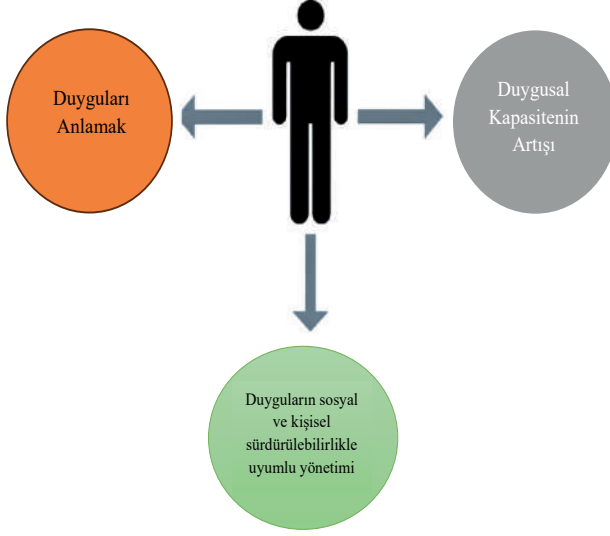 Duyguları
Anlamak
Duygusal
Kapasitenin
Artışı
Duyguların sosyal
ve kişisel
sürdürülebilirlikle
uyumlu yönetimi